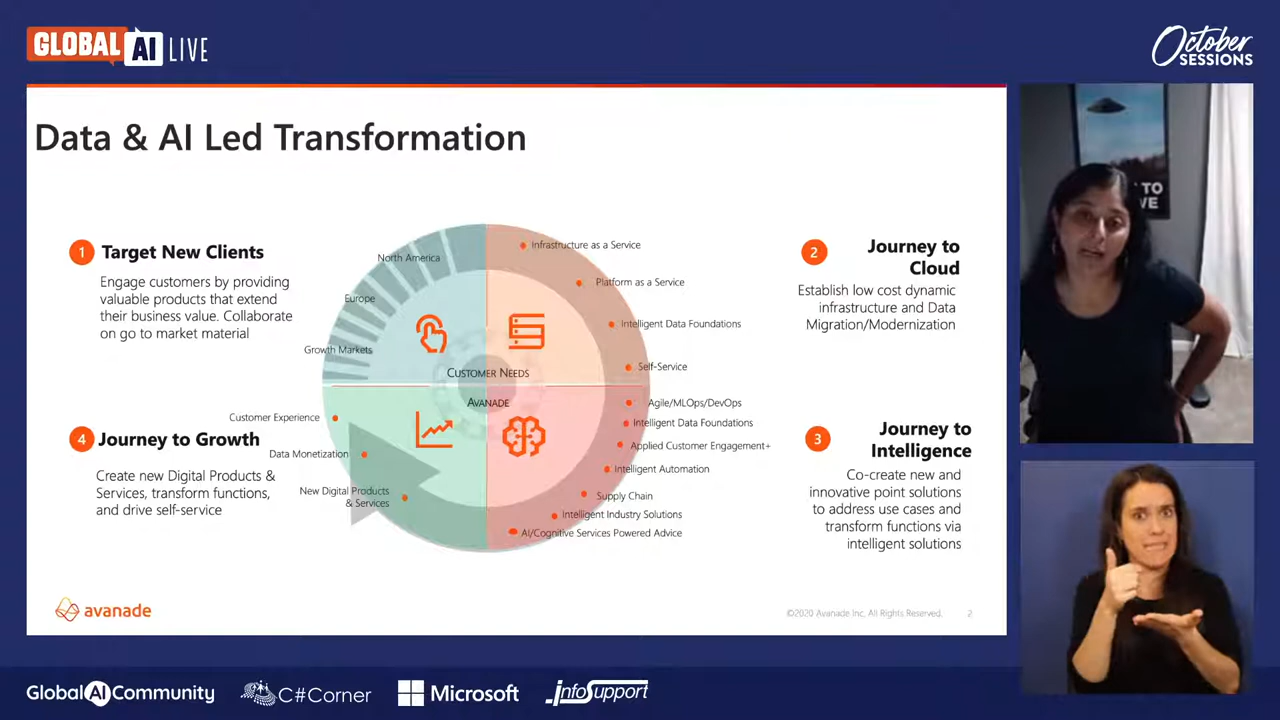 GLOBAL AI LIVE
October
SESSIONS
Data & AI Led Transformation
1 Target New Clients
Engage customers by providing
valuable products that extend
their business value. Collaborate
on go to market material
North America
Europe
Growth Markets
Infrastructure as a Service
Platform as a Service
Intelligent Data Foundations
Self-Service
2 Journey to
Cloud
Establish low cost dynamic
infrastructure and Data
Migration/Modernization
CUSTOMER NEEDS
AVANADE
4 Journey to Growth
Create new Digital Products &
Services, transform functions,
and drive self-service
Customer Experience
Data Monetization
New Digital Products
& Services
Agile/MLOps/DevOps
Intelligent Data Foundations
Applied Customer Engagement+
Intelligent Automation
Supply Chain
Intelligent Industry Solutions
AI/Cognitive Services Powered Advice
3 Journey to
Intelligence
Co-create new and
innovative point solutions
to address use cases and
transform functions via
intelligent solutions
avanade
©2020 Avanade Inc. All Rights Reserved.
2
TO
Global AI Community
C#Corner
Microsoft
infoSupport